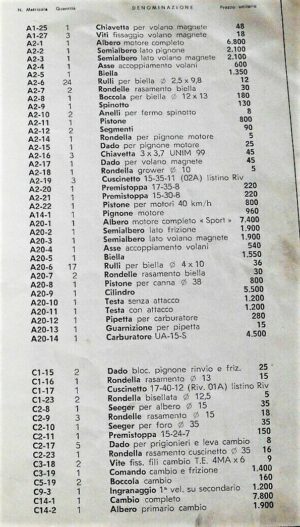 N. Matricola Quantità DENOMINAZIONE Prezzo unitario
A1-25 1 Chiavetta per volano magnete 48
A1-27 3 Viti fissaggio volano magnete 18
A2-1 1 Albero motore completo 6.800
A2-2 1 Semialbero lato pignone 2.100
A2-3 1 Semialbero lato volano magnete 2.100
A2-4 1 Asse accoppiamento volani 600
A2-5 1 Biella 1.350
A2-6 24 Rulli per biella ∅ 2,5 x 9,8 12
A2-7 2 Rondelle rasamento biella 30
A2-8 1 Boccola per biella ∅ 12 x 13 180
A2-9 1 Spinotto 130
A2-10 2 Anelli per fermo spinotto 8
A2-11 1 Pistone 800
A2-12 2 Segmenti 90
A2-14 1 Rondella per pignone motore 5
A2-15 1 Dado per pignone motore 25
A2-16 3 Chiavetta 3 x 3,7 UNIM 99 45
A2-17 1 Dado per volano magnete 45
A2-18 1 Rondella grower ∅ 10 5
A2-19 3 Cuscinetto 15-35-11 (02A) listino Riv
A2-20 1 Premistoppa 17-35-8 220
A2-21 1 Premistoppa 15-30-8 220
A2-22 1 Pistone per motori 40 km/h 800
A14-1 1 Pignone motore 960
A20-1 1 Albero motore completo « Sport » 7.400
A20-2 1 Semialbero lato frizione 1.900
A20-3 1 Semialbero lato volano magnete 1.900
A20-4 1 Asse accoppiamento volani 540
A20-5 1 Biella 1.550
A20-6 17 Rulli per biella ∅ 4 x 10 36
A20-7 2 Rondelle rasamento biella 30
A20-8 1 Pistone per canna ∅ 38 800
A20-9 1 Cilindro 5.500
A20-10 1 Testa senza attacco 1.200
A20-11 1 Testa con attacco 1.200
A20-12 1 Pipetta per carburatore 280
A20-13 1 Guarnizione per pipetta 15
A20-14 1 Carburatore UA-15-S 4.500
C1-15 2 Dado bloc. pignone rinvio e friz. 25
C1-16 1 Rondella rasamento ∅ 13 15
C1-17 1 Cuscinetto 17-40-12 (Riv. 01A) listino Riv
C1-23 2 Rondella bisellata ∅ 12,5 5
C2-8 1 Seeger per albero ∅ 15 35
C2-9 3 Rondella rasamento ∅ 15 18
C2-10 1 Seeger per foro ∅ 35 35
C2-11 1 Premistoppa 15-24-7 150
C2-17 5 Dado per prigionieri e leva cambio 8
C2-23 1 Rondella rasamento cuscinetto ∅ 35 16
C3-18 2 Vite fiss. fili cambio T.E. 4MA x 6 9
C3-19 1 Comando cambio e frizione 1.400
C5-19 2 Boccola cambio 160
C9-3 1 Ingranaggio 1ª vel. su secondario 1.200
C14-1 1 Cambio completo 7.800
C14-2 1 Albero primario cambio 1.900